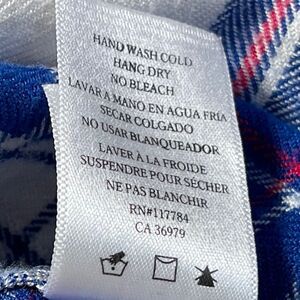 HAND WASH COLD
HANG DRY
NO BLEACH
LAVAR A MANO EN AGUA FRÍA
SECAR COLGADO
NO USAR BLANQUEADOR
LAVER À LA FROIDE
SUSPENDRE POUR SÉCHER
NE PAS BLANCHIR
RN#117784
CA 36979